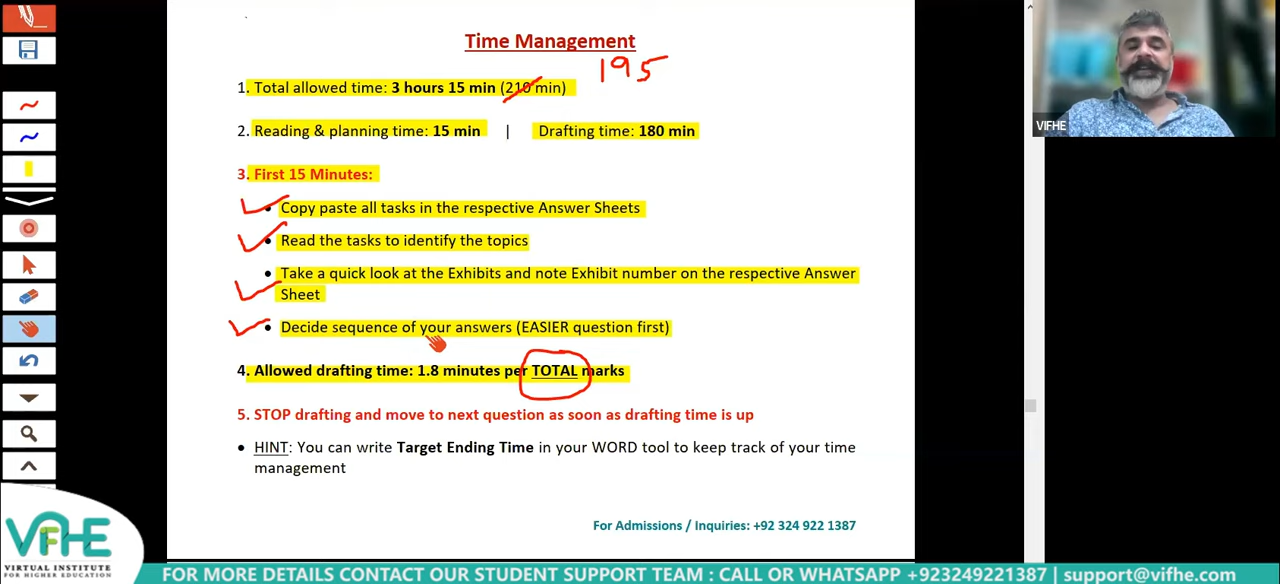 Time Management
195
1. Total allowed time: 3 hours 15 min (210 min)
2. Reading & planning time: 15 min | Drafting time: 180 min
3. First 15 Minutes:
• Copy paste all tasks in the respective Answer Sheets
• Read the tasks to identify the topics
• Take a quick look at the Exhibits and note Exhibit number on the respective Answer
Sheet
• Decide sequence of your answers (EASIER question first)
4. Allowed drafting time: 1.8 minutes per TOTAL marks
5. STOP drafting and move to next question as soon as drafting time is up
• HINT: You can write Target Ending Time in your WORD tool to keep track of your time
management
For Admissions / Inquiries: +92 324 922 1387
VIFHE
VIFHE
VIRTUAL INSTITUTE
FOR HIGHER EDUCATION
FOR MORE DETAILS CONTACT OUR STUDENT SUPPORT TEAM : CALL OR WHATSAPP +923249221387 | support@vifhe.com